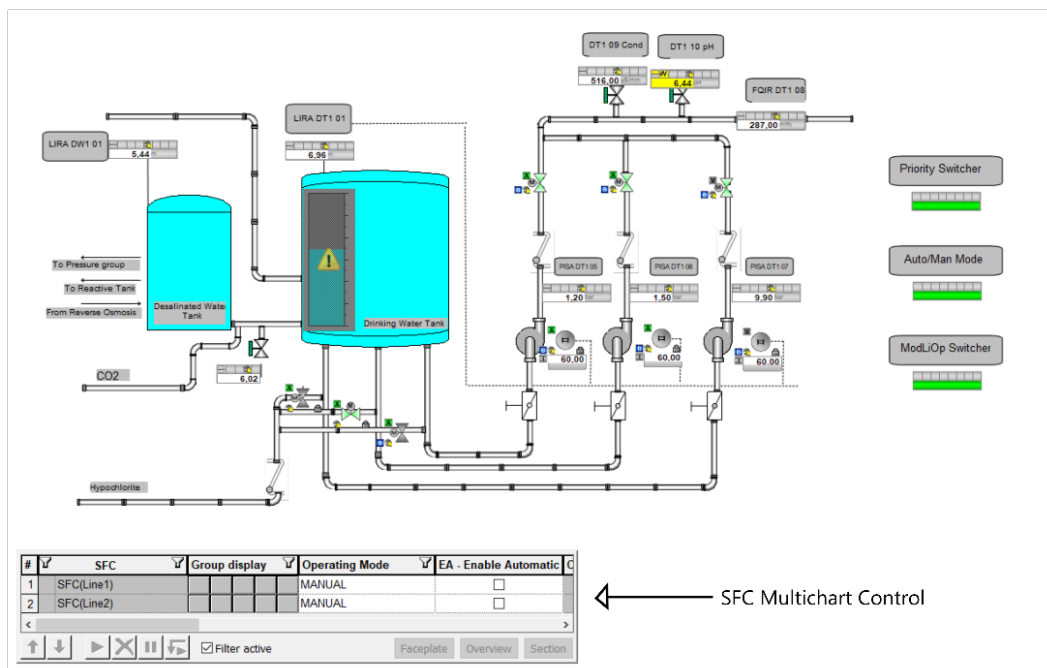 DT1 09 Cond
DT1 10 pH
516,00
W
6,44 pH
FQIR DT1 08
287,00
LIRA DT1 01
6,96 m
LIRA DW1 01
5,44
Priority Switcher
Auto/Man Mode
ModLiOp Switcher
A
M
A
M
M
M
PISA DT1 05
PISA DT1 06
PISA DT1 07
1,20 bar
1,50 bar
9,90 bar
A
A
M
60,00
60,00
60,00
To Pressure group
To Reactive Tank
From Reverse Osmosis
Desalinated Water
Tank
Drinking Water Tank
CO2
6,02
A
M
M
A
M
Hypochlorite
# SFC Group display Operating Mode EA - Enable Automatic
1 SFC(Line1) MANUAL
2 SFC(Line2) MANUAL
SFC Multichart Control
Filter active
Faceplate Overview Section